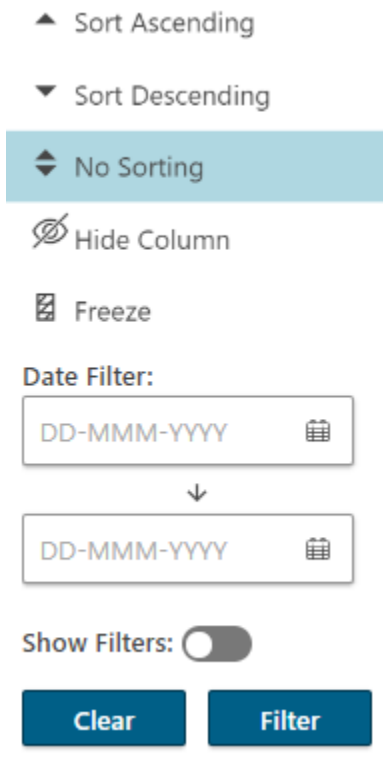 Sort Ascending
Sort Descending
No Sorting
Hide Column
Freeze
Date Filter:
DD-MMM-YYYY
DD-MMM-YYYY
Show Filters:
Clear Filter